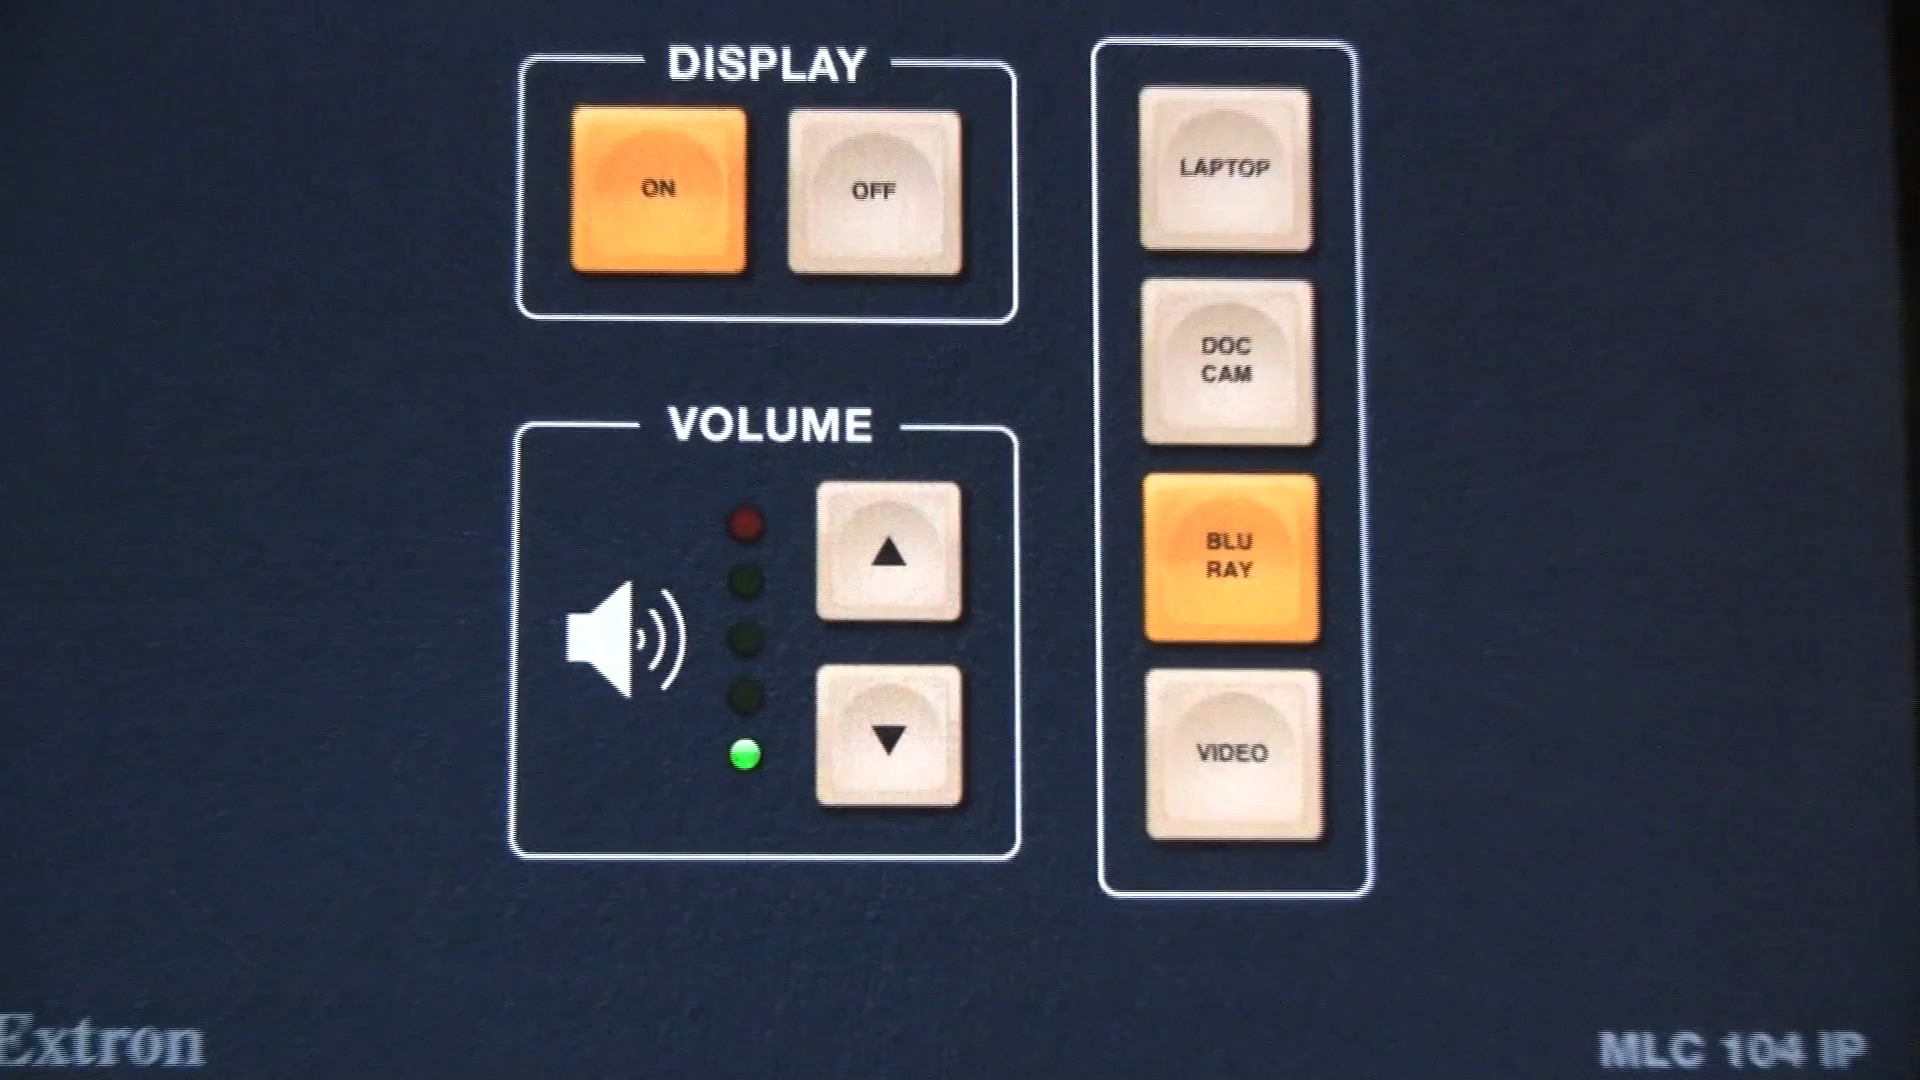 DISPLAY
ON
OFF
VOLUME
LAPTOP
DOC
CAM
BLU
RAY
VIDEO
Extron
MLC 104 IP